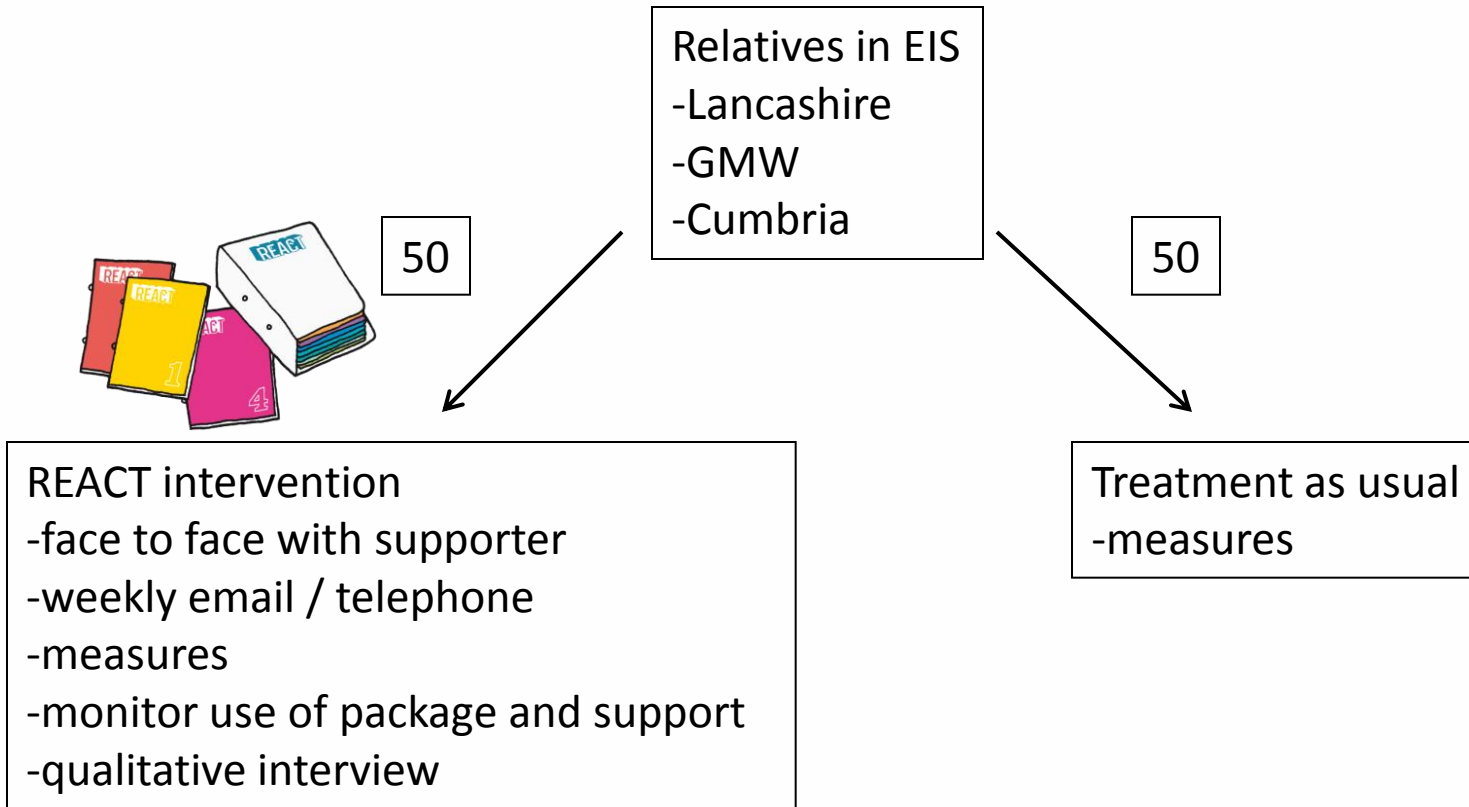 Relatives in EIS
-Lancashire
-GMW
-Cumbria
50
50
REACT
REACT
REACT
1
ACT
4
REACT intervention
-face to face with supporter
-weekly email / telephone
-measures
-monitor use of package and support
-qualitative interview
Treatment as usual
-measures